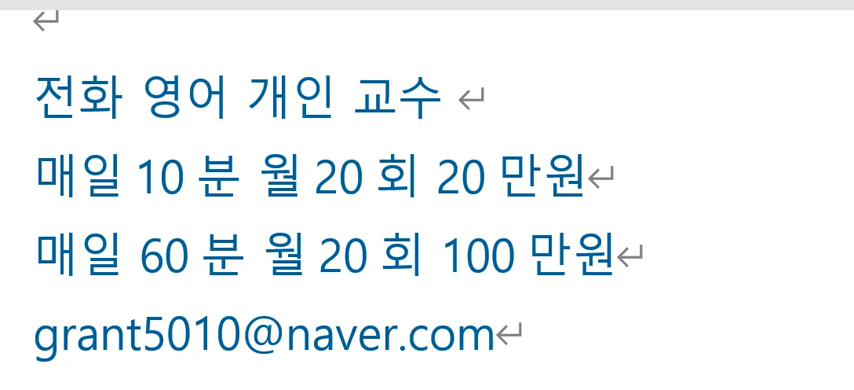 전화 영어 개인 교수
매일 10 분 월 20 회 20 만원
매일 60 분 월 20 회 100 만원
grant5010@naver.com